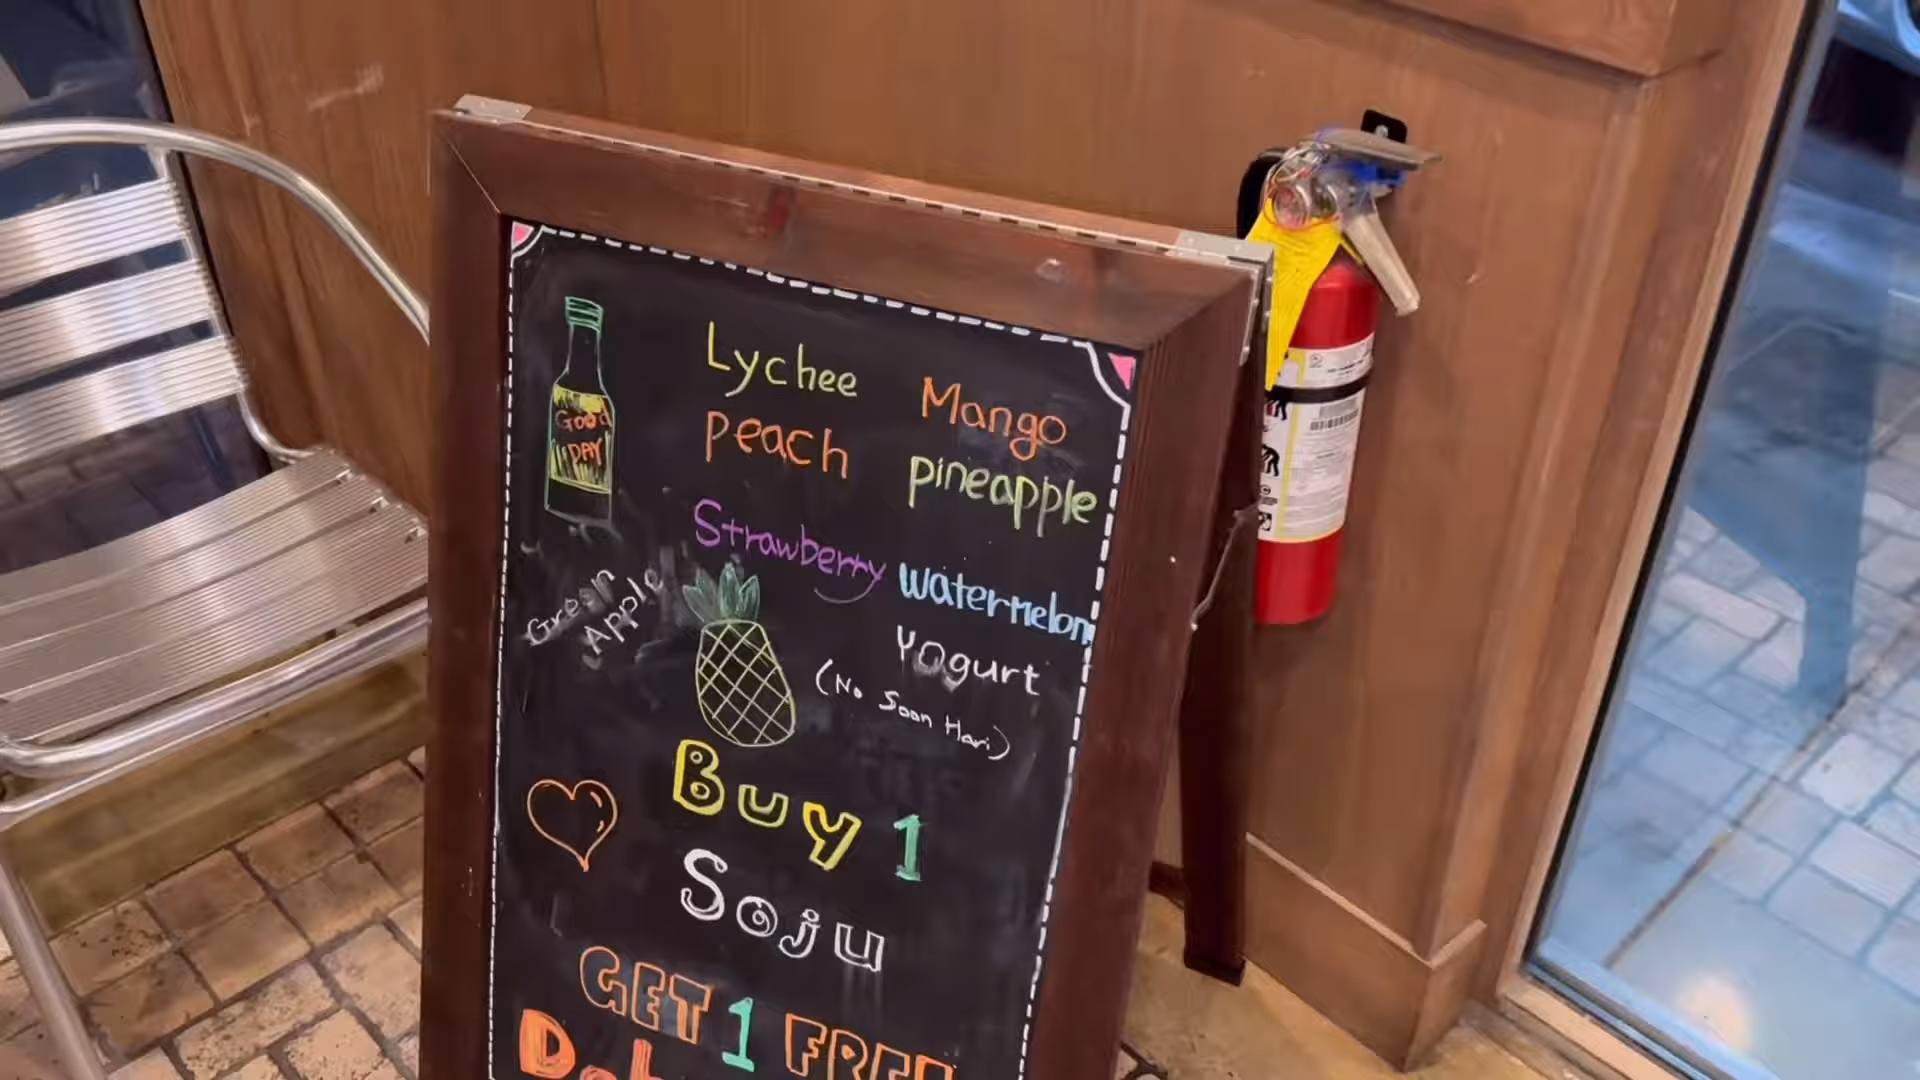 Good
DAY
Lychee
Mango
peach
pineapple
Strawberry
watermelon
Green
Apple
Yogurt
(No Soon Hari)
Buy 1
Soju
GET 1 FREE